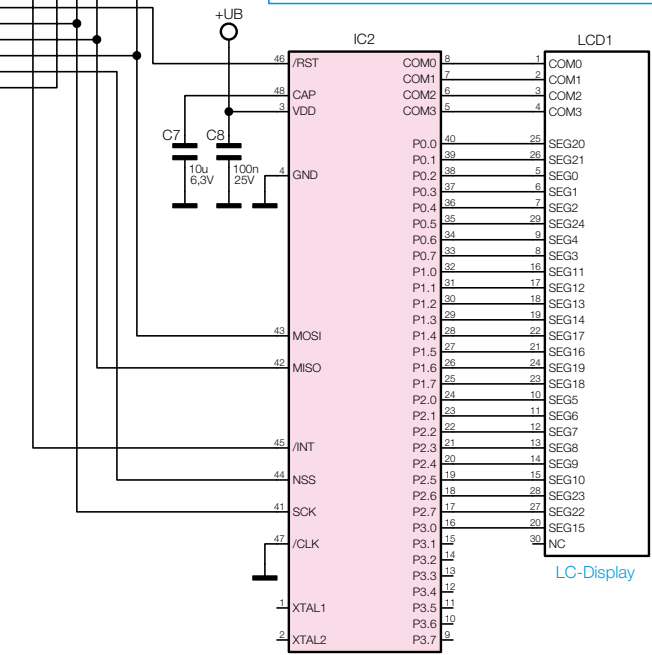 +UB
IC2
LCD1
46 /RST COM0 8 1 COM0
COM1 7 2 COM1
48 CAP COM2 6 3 COM2
3 VDD COM3 5 4 COM3
C7 C8
10u 100n
6,3V 25V
P0.0 40 25 SEG20
P0.1 39 26 SEG21
4 GND P0.2 38 5 SEG0
P0.3 37 6 SEG1
P0.4 36 7 SEG2
P0.5 35 29 SEG24
P0.6 34 9 SEG4
P0.7 33 8 SEG3
P1.0 32 16 SEG11
P1.1 31 17 SEG12
P1.2 30 18 SEG13
P1.3 29 19 SEG14
43 MOSI P1.4 28 22 SEG17
P1.5 27 21 SEG16
42 MISO P1.6 26 24 SEG19
P1.7 25 23 SEG18
P2.0 24 10 SEG5
P2.1 23 11 SEG6
P2.2 22 12 SEG7
45 /INT P2.3 21 13 SEG8
P2.4 20 14 SEG9
44 NSS P2.5 19 15 SEG10
P2.6 18 28 SEG23
41 SCK P2.7 17 27 SEG22
P3.0 16 20 SEG15
47 /CLK P3.1 15 30 NC
P3.2 14
P3.3 13
P3.4 12
1 XTAL1 P3.5 11
P3.6 10
2 XTAL2 P3.7 9
LC-Display